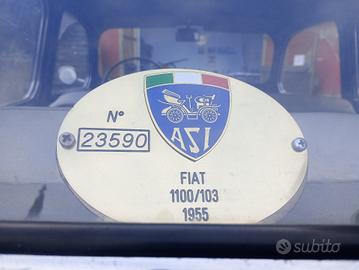 N°
23590
ASI
FIAT
1100/103
1955
subito